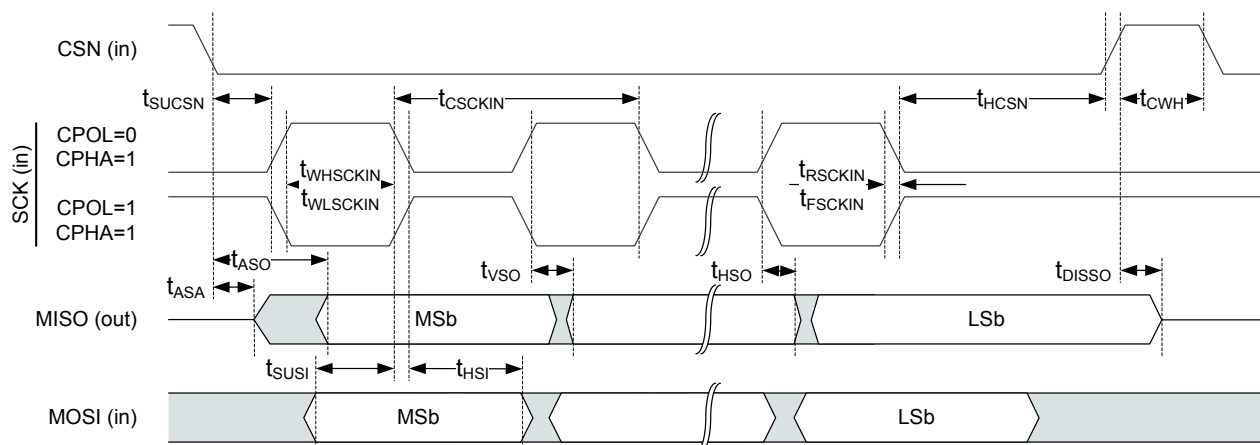 CSN (in)
tSUCSN
tCSCKIN
tHCSN
tCWH
SCK (in)
CPOL=0
CPHA=1
tWHSCKIN
tWLSCKIN
tRSCKIN
tFSCKIN
CPOL=1
CPHA=1
tASO
tASA
tVSO
tHSO
tDISSO
MISO (out)
MSb
LSb
tSUSI
tHSI
MOSI (in)
MSb
LSb